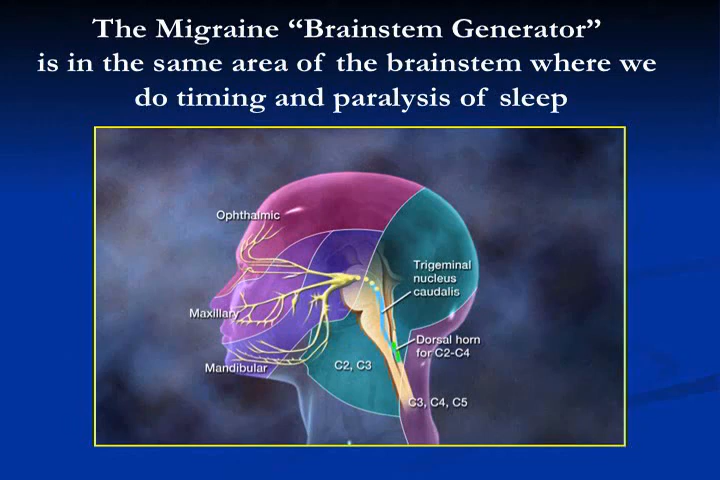 The Migraine “Brainstem Generator”
is in the same area of the brainstem where we
do timing and paralysis of sleep
Ophthalmic
Trigeminal
nucleus
caudalis
Maxillary
Dorsal horn
for C2-C4
Mandibular
C2, C3
C3, C4, C5